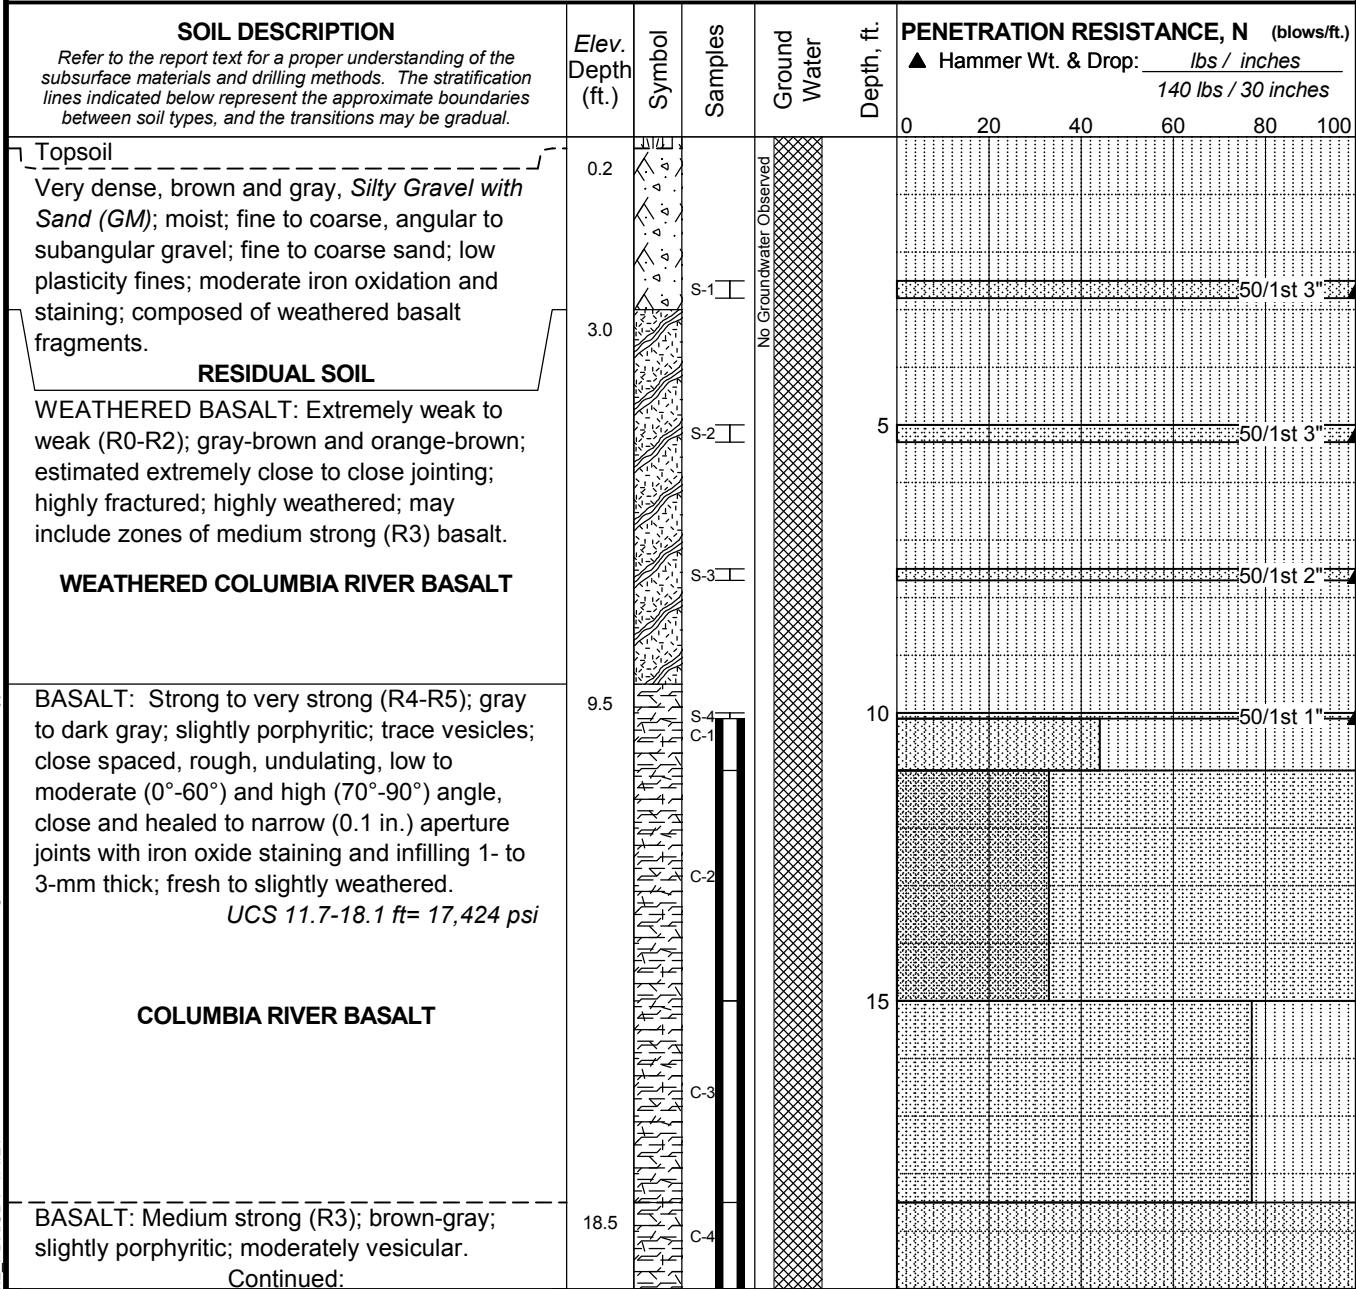 SOIL DESCRIPTION
Refer to the report text for a proper understanding of the
subsurface materials and drilling methods. The stratification
lines indicated below represent the approximate boundaries
between soil types, and the transitions may be gradual.
Elev.
Depth
(ft.)
Symbol
Samples
Ground
Water
Depth, ft.
PENETRATION RESISTANCE, N (blows/ft.)
▲ Hammer Wt. & Drop: lbs / inches
140 lbs / 30 inches
0 20 40 60 80 100
Topsoil
0.2
Very dense, brown and gray, Silty Gravel with
Sand (GM); moist; fine to coarse, angular to
subangular gravel; fine to coarse sand; low
plasticity fines; moderate iron oxidation and
staining; composed of weathered basalt
fragments.
RESIDUAL SOIL
No Groundwater Observed
S-1
50/1st 3"
3.0
WEATHERED BASALT: Extremely weak to
weak (R0-R2); gray-brown and orange-brown;
estimated extremely close to close jointing;
highly fractured; highly weathered; may
include zones of medium strong (R3) basalt.
WEATHERED COLUMBIA RIVER BASALT
S-2
5
50/1st 3"
S-3
50/1st 2"
BASALT: Strong to very strong (R4-R5); gray
to dark gray; slightly porphyritic; trace vesicles;
close spaced, rough, undulating, low to
moderate (0°-60°) and high (70°-90°) angle,
close and healed to narrow (0.1 in.) aperture
joints with iron oxide staining and infilling 1- to
3-mm thick; fresh to slightly weathered.
UCS 11.7-18.1 ft= 17,424 psi
COLUMBIA RIVER BASALT
9.5
S-4
C-1
10
50/1st 1"
C-2
15
C-3
BASALT: Medium strong (R3); brown-gray;
slightly porphyritic; moderately vesicular.
Continued:
18.5
C-4